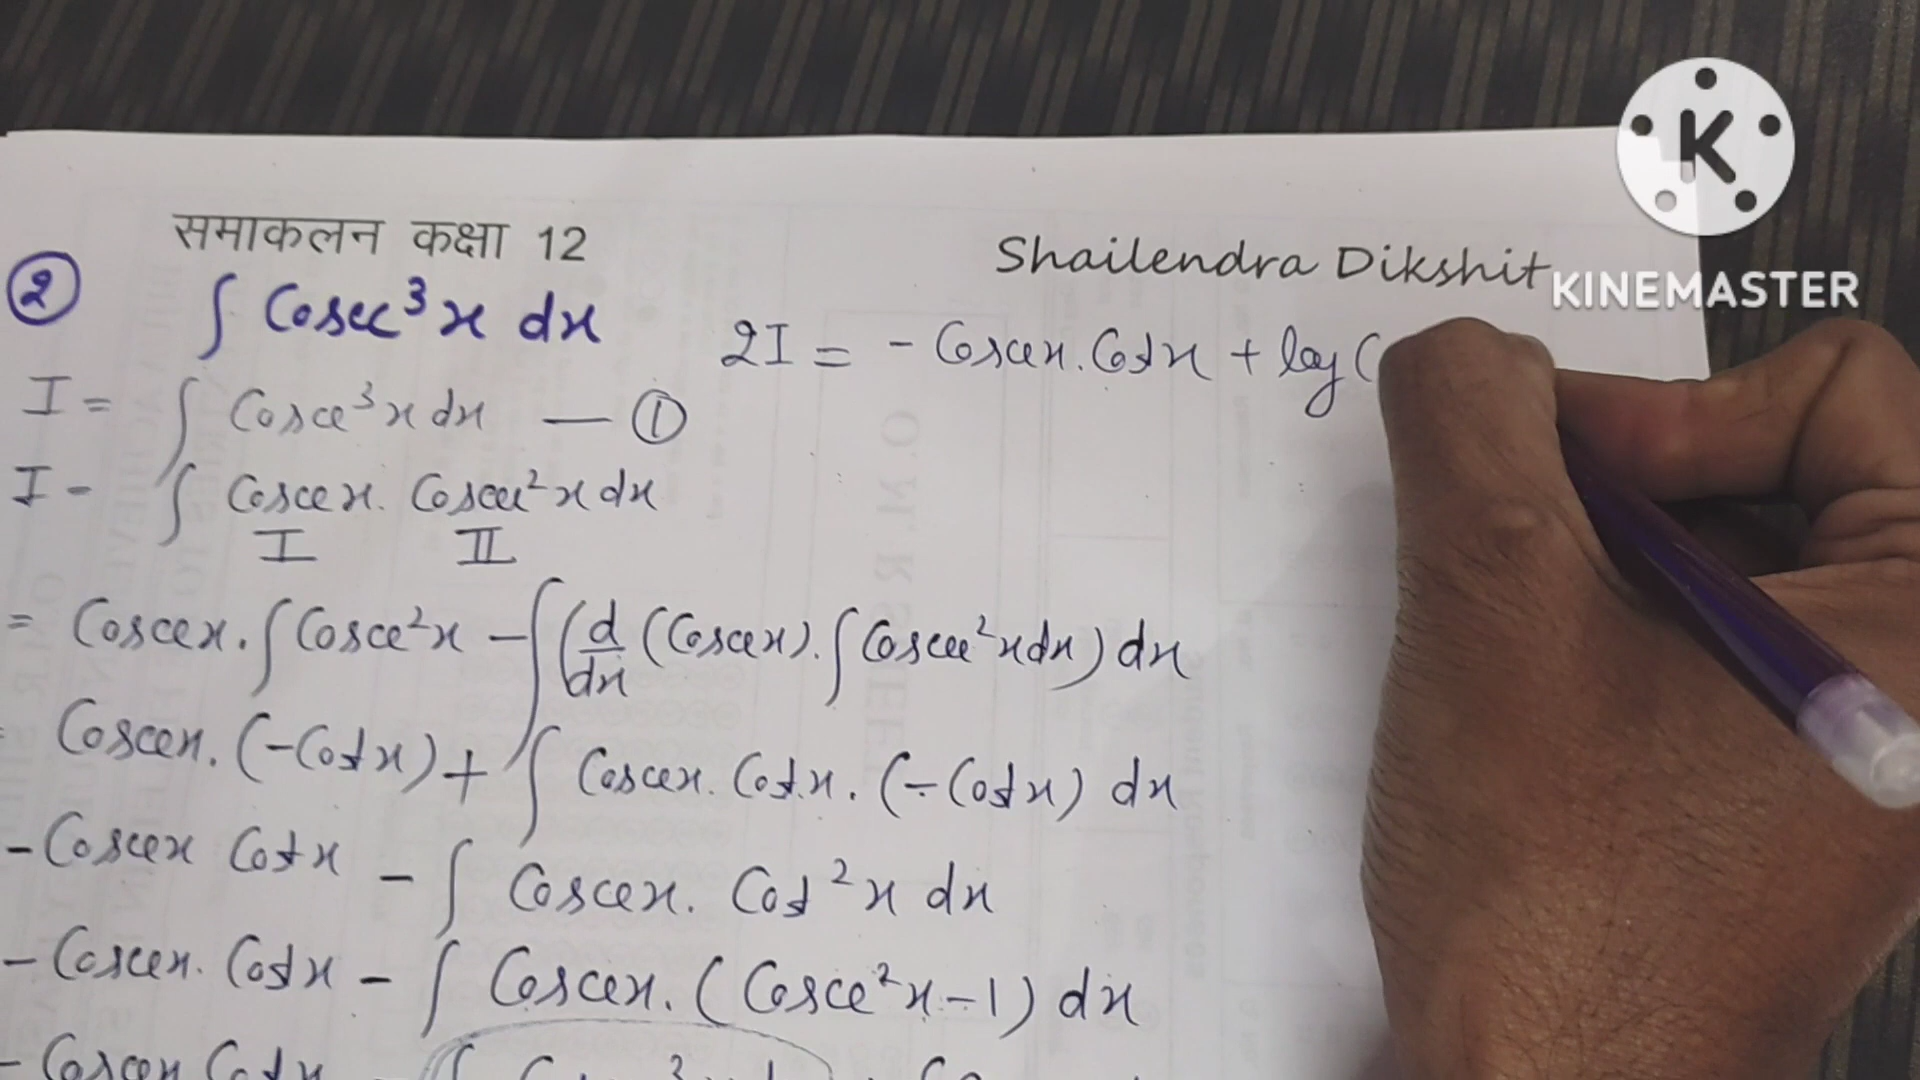 समाकलन कक्षा 12
Shailendra Dikshit
KINEMASTER
② ∫ Cosec³x dx
I = ∫ Cosec³x dx — ①
I - ∫ Cosecx. Cosec²x dx
I II
= Cosecx. ∫ Cosec²x - ∫ (d/dx (Cosecx). ∫ Cosec²x dx) dx
Cosecx. (-Cotx) + ∫ Cosecx. Cotx. (-Cotx) dx
-Cosecx Cotx - ∫ Cosecx. Cot²x dx
-Cosecx. Cotx - ∫ Cosecx. (Cosec²x-1) dx
-Cosecx Cotx
2I = - Cosecx. Cotx + log (